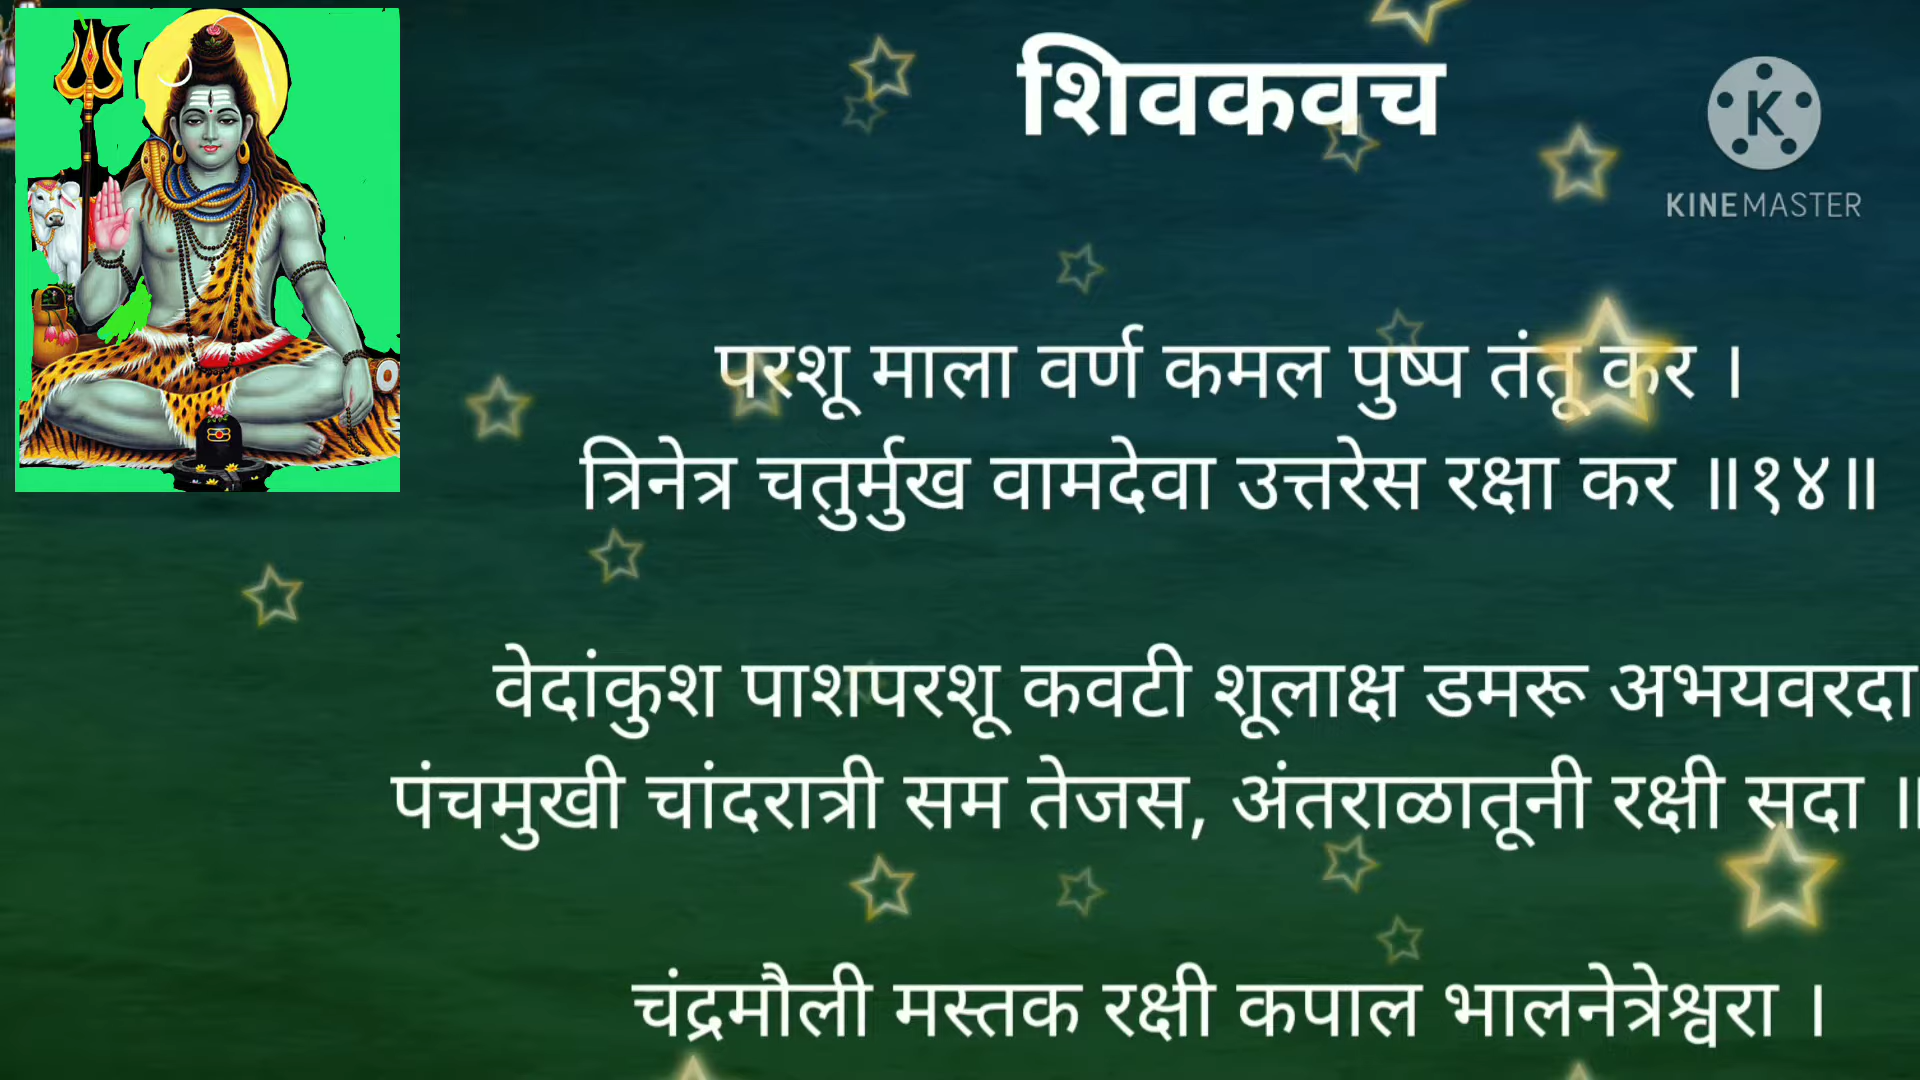 शिवकवच
KINEMASTER
परशू माला वर्ण कमल पुष्प तंतू कर ।
त्रिनेत्र चतुर्मुख वामदेवा उत्तरेस रक्षा कर ॥१४॥
वेदांकुश पाशपरशू कवटी शूलाक्ष डमरू अभयवरदा
पंचमुखी चांदरात्री सम तेजस, अंतराळातूनी रक्षी सदा ॥
चंद्रमौली मस्तक रक्षी कपाल भालनेत्रेश्वरा ।